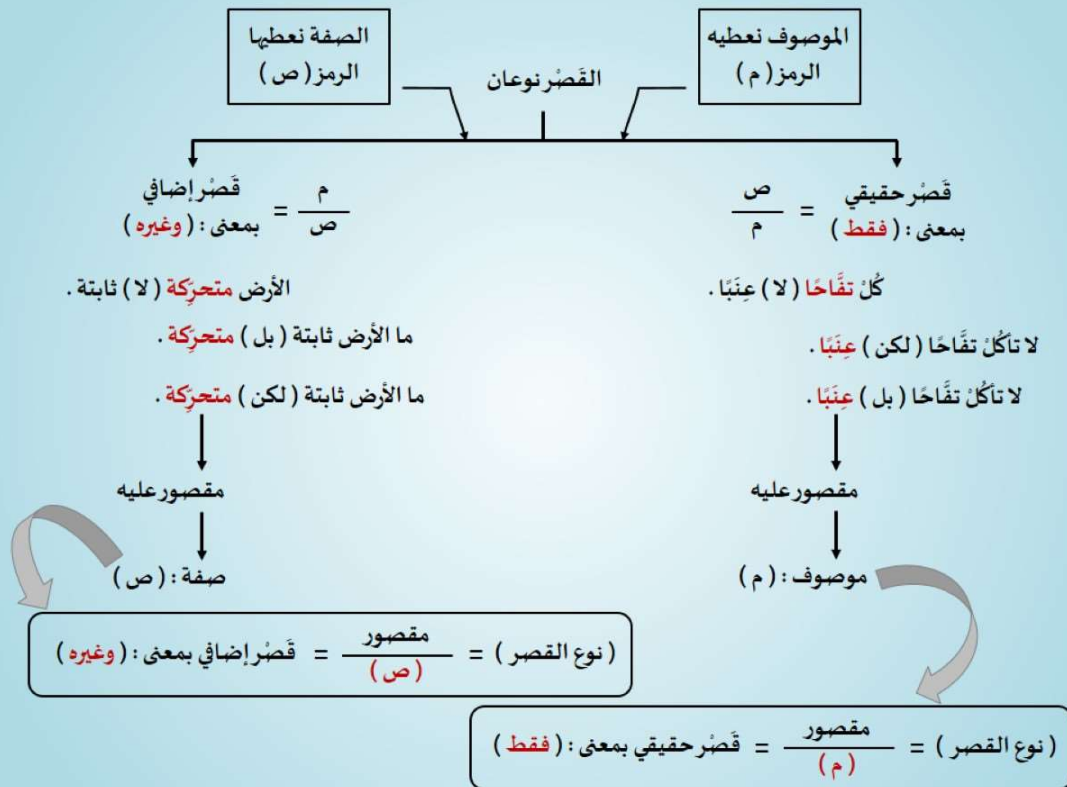 الموصوف نعطيه
الرمز ( م )
الصفة نعطيها
الرمز ( ص )
القَصْر نوعان
قَصْر حقيقي
بمعنى : ( فقط )
=
ص
م
كُلْ تفَّاحًا ( لا ) عِنَبًا .
لا تأكُلْ تفَّاحًا ( لكن ) عِنَبًا .
لا تأكُلْ تفَّاحًا ( بل ) عِنَبًا .
مقصور عليه
موصوف : ( م )
قَصْر إضافي
بمعنى : ( وغيره )
=
م
ص
الأرض متحرِّكة ( لا ) ثابتة .
ما الأرض ثابتة ( بل ) متحرِّكة .
ما الأرض ثابتة ( لكن ) متحرِّكة .
مقصور عليه
صفة : ( ص )
مقصور
( نوع القصر ) = ــــ = قَصْر إضافي بمعنى : ( وغيره )
( ص )
مقصور
( نوع القصر ) = ــــ = قَصْر حقيقي بمعنى : ( فقط )
( م )